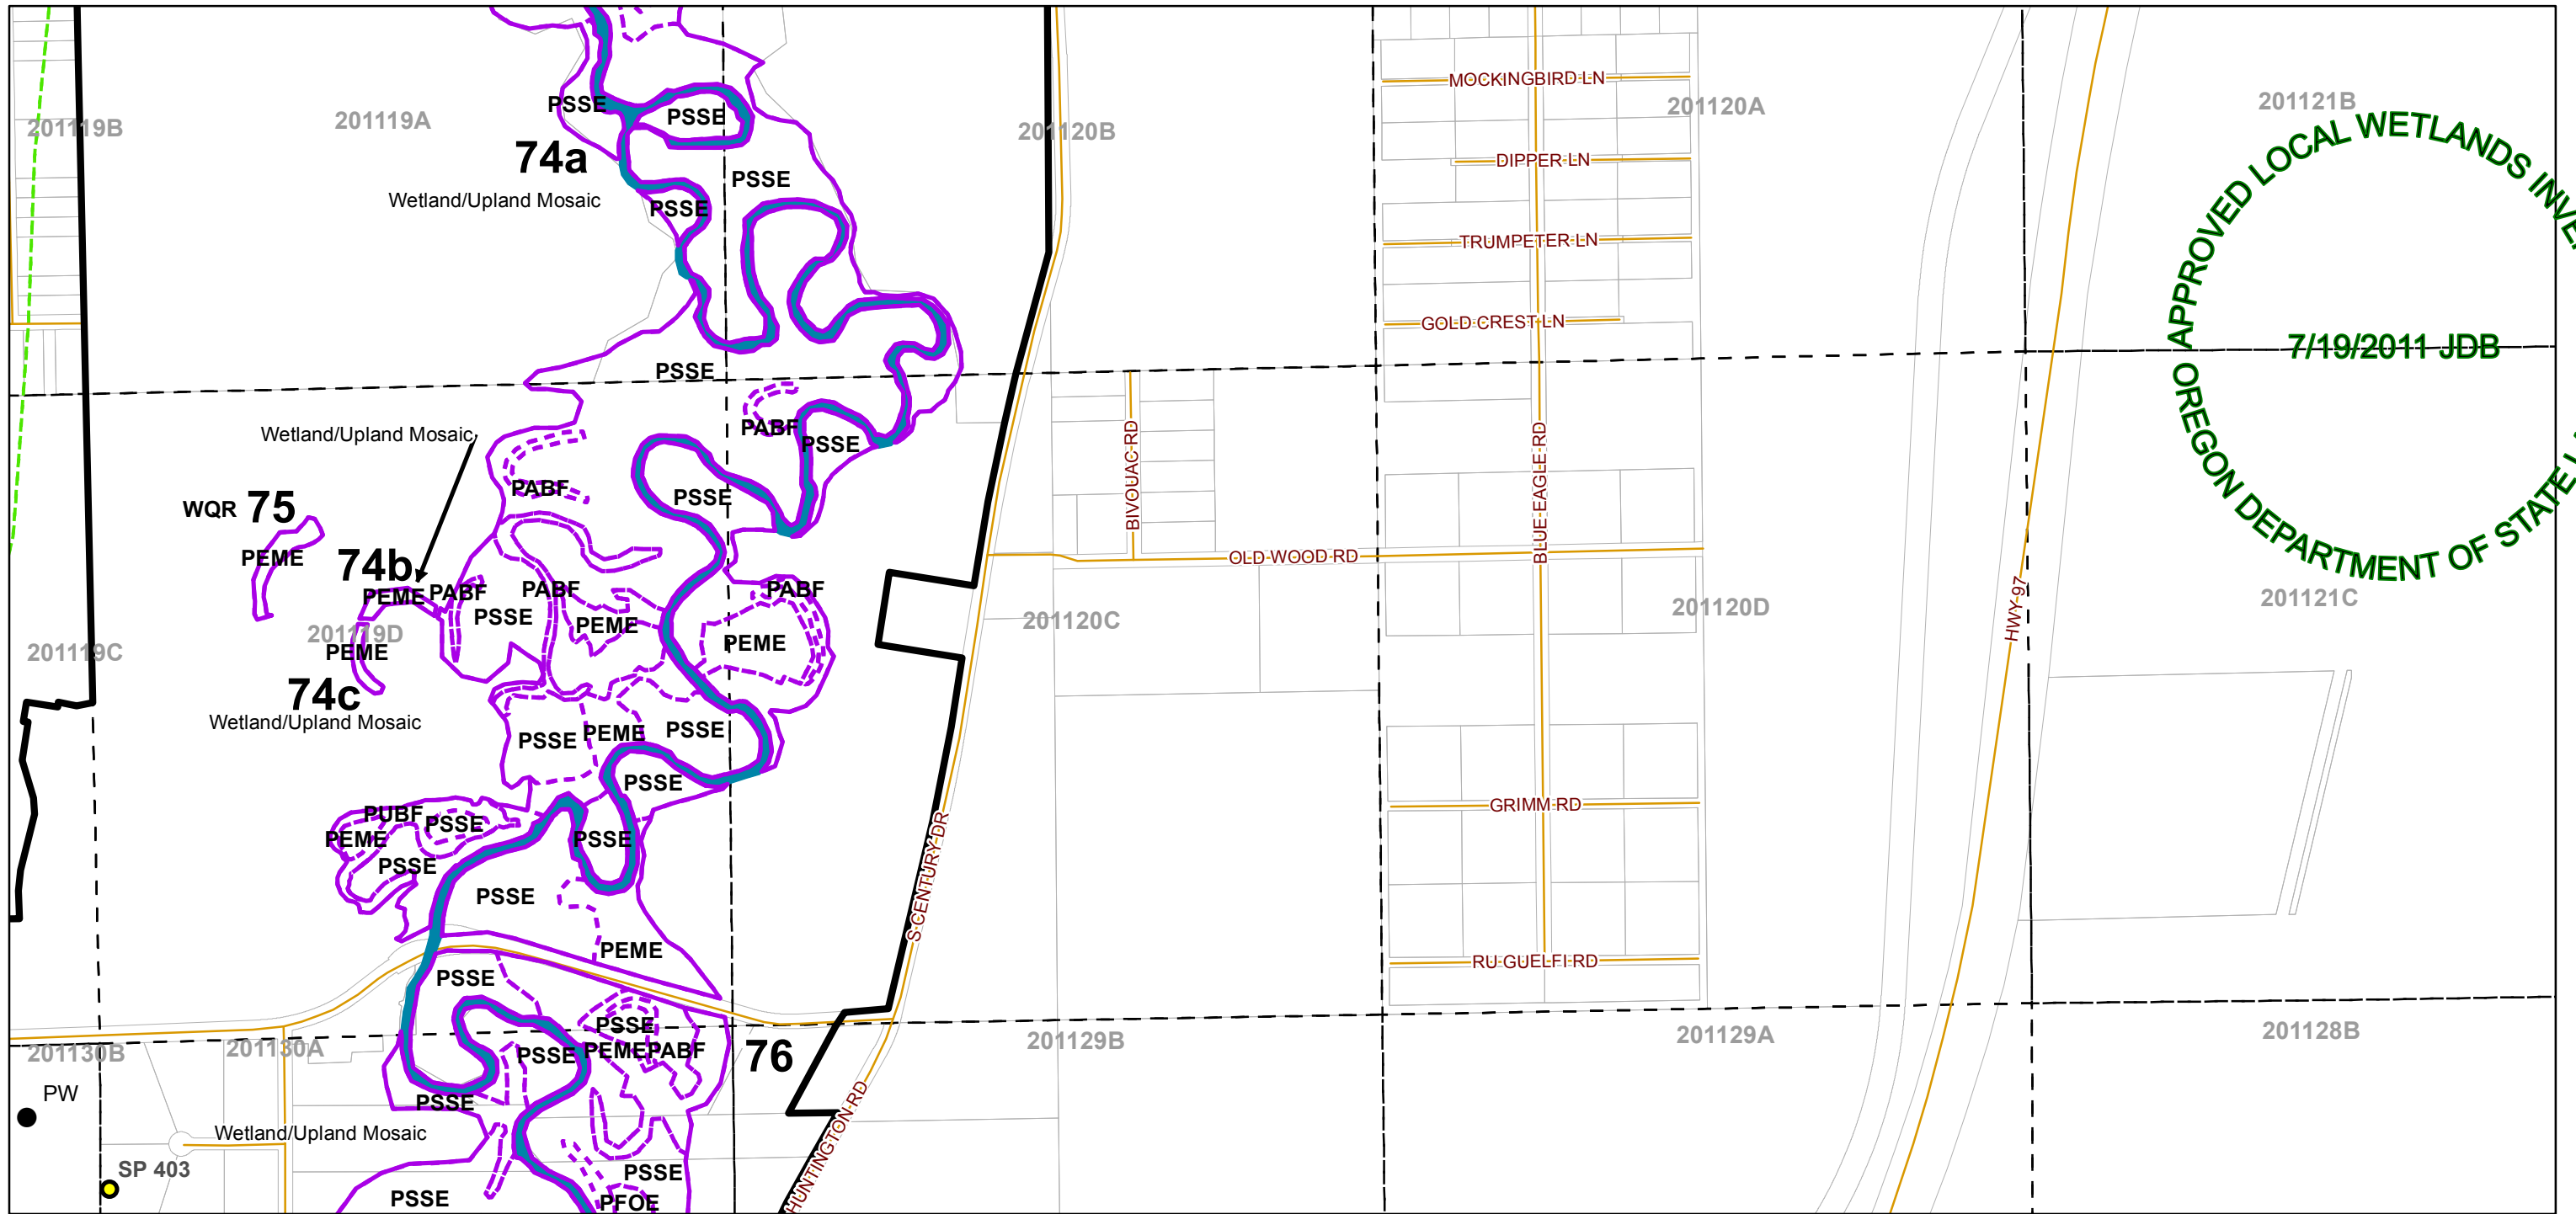 201119B
201119A
PSSE
PSSE
74a
Wetland/Upland Mosaic
PSSE
PSSE
201120B
MOCKINGBIRD LN
201120A
DIPPER LN
TRUMPETER LN
GOLD CREST LN
201121B
APPROVED LOCAL WETLANDS INVE
7/19/2011 JDB
OREGON DEPARTMENT OF STATE L
PSSE
Wetland/Upland Mosaic
PABF
PSSE
PABF
PSSE
BIVOUAC RD
BLUE EAGLE RD
OLD WOOD RD
WQR 75
PEME
74b
PEME
PABF
PSSE
PABF
PEME
PABF
PEME
201119C
201119D
PEME
74c
Wetland/Upland Mosaic
201120C
201120D
HWY 97
201121C
PSSE
PEME
PSSE
PSSE
PUBF
PSSE
PEME
PSSE
PSSE
PSSE
PEME
S CENTURY DR
GRIMM RD
RU GUELFI RD
PSSE
PSSE
PSSE
PEME
PABF
76
201130B
201130A
201129B
201129A
201128B
PW
PSSE
Wetland/Upland Mosaic
SP 403
PSSE
PSSE
PFOE
HUNTINGTON RD